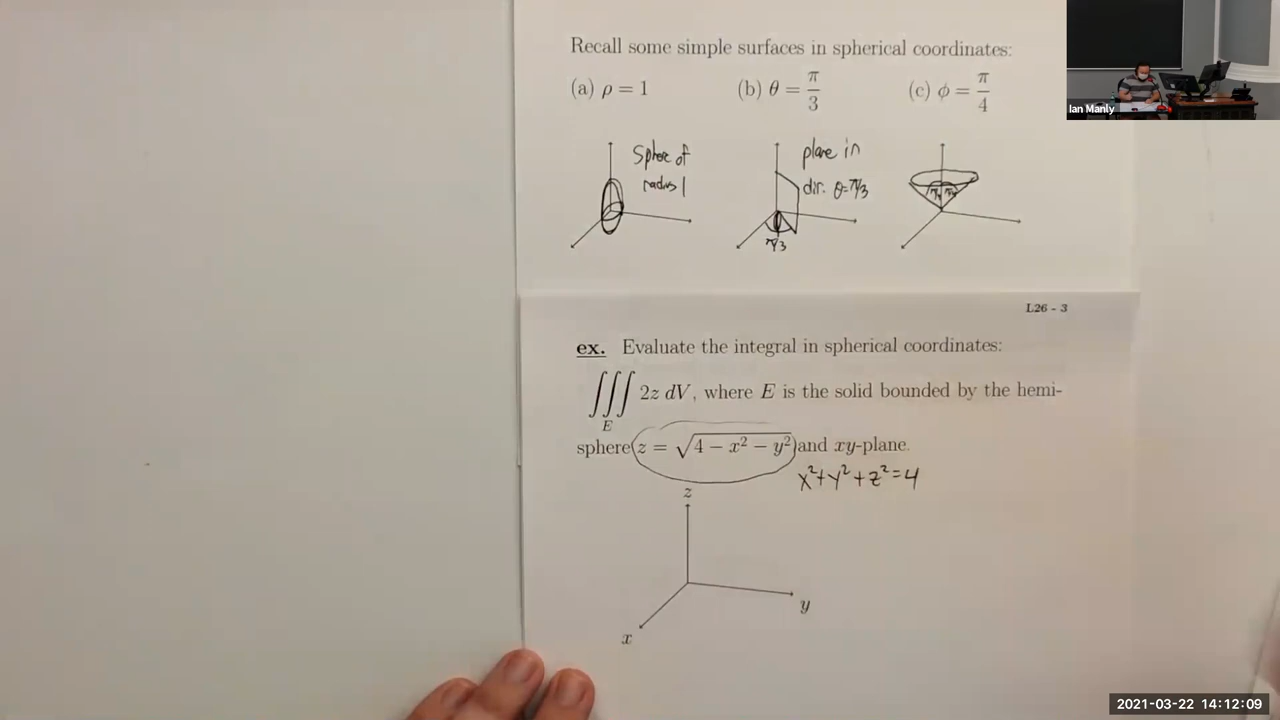 Recall some simple surfaces in spherical coordinates:
(a) ρ = 1
(b) θ = π/3
(c) ϕ = π/4
Sphere of
radius 1
plane in
dir. θ=π/3
π/3
π/4 π/4
L26 - 3
ex. Evaluate the integral in spherical coordinates:
∭_E 2z dV, where E is the solid bounded by the hemi-
sphere z = √(4 − x² − y²) and xy-plane.
x²+y²+z²=4
z
y
x
Ian Manly
2021-03-22 14:12:09